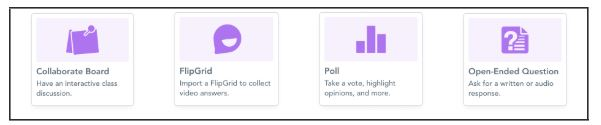 Collaborate Board
Have an interactive class
discussion.
FlipGrid
Import a FlipGrid to collect
video answers.
Poll
Take a vote, highlight
opinions, and more.
Open-Ended Question
Ask for a written or audio
response.